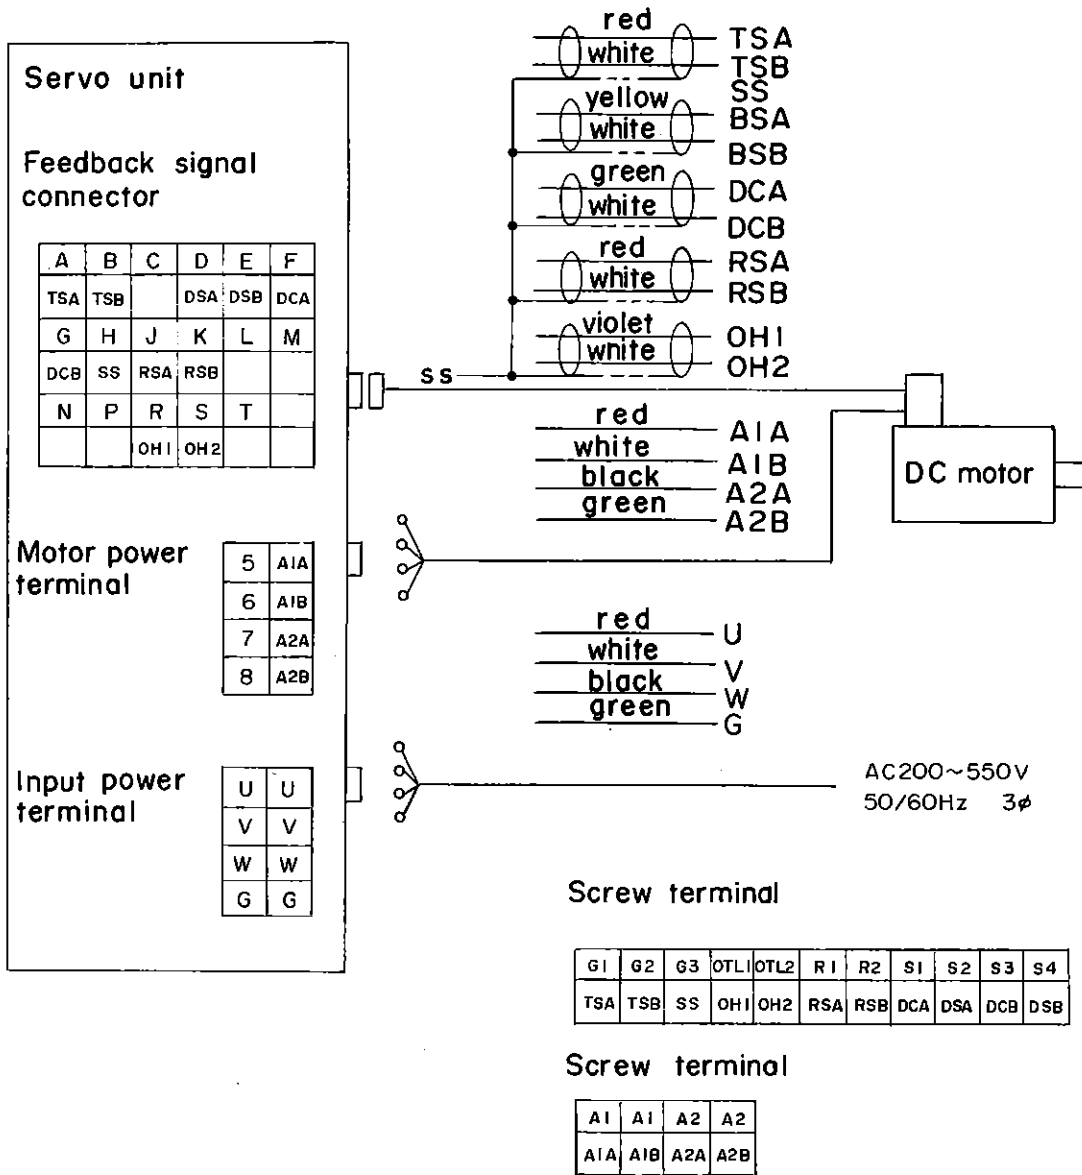 Servo unit
Feedback signal
connector
A B C D E F
TSA TSB DSA DSB DCA
G H J K L M
DCB SS RSA RSB
N P R S T
OH1 OH2
Motor power
terminal
5 A1A
6 A1B
7 A2A
8 A2B
Input power
terminal
U U
V V
W W
G G
red TSA
white TSB
SS
yellow BSA
white BSB
green DCA
white DCB
red RSA
white RSB
violet OH1
white OH2
SS
red A1A
white A1B
black A2A
green A2B
DC motor
red U
white V
black W
green G
AC200~550V
50/60Hz 3ø
Screw terminal
G1 G2 G3 OTL1 OTL2 R1 R2 S1 S2 S3 S4
TSA TSB SS OH1 OH2 RSA RSB DCA DSA DCB DSB
Screw terminal
A1 A1 A2 A2
A1A A1B A2A A2B